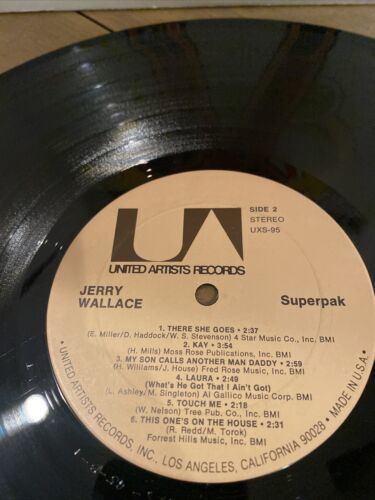 UA
UNITED ARTISTS RECORDS
SIDE 2
STEREO
UXS-95
JERRY
WALLACE
Superpak
1. THERE SHE GOES • 2:37
(E. Miller/D. Haddock/W. S. Stevenson) 4 Star Music Co., Inc. BMI
2. KAY • 3:54
(H. Mills) Moss Rose Publications, Inc. BMI
3. MY SON CALLS ANOTHER MAN DADDY • 2:59
(H. Williams/J. House) Fred Rose Music, Inc. BMI
4. LAURA • 2:49
(What's He Got That I Ain't Got)
(L. Ashley/M. Singleton) Al Gallico Music Corp. BMI
5. TOUCH ME • 2:18
(W. Nelson) Tree Pub. Co., Inc. BMI
6. THIS ONE'S ON THE HOUSE • 2:31
(R. Redd/M. Torok)
Forrest Hills Music, Inc. BMI
• UNITED ARTISTS RECORDS, INC. LOS ANGELES, CALIFORNIA 90028 • MADE IN U.S.A. •